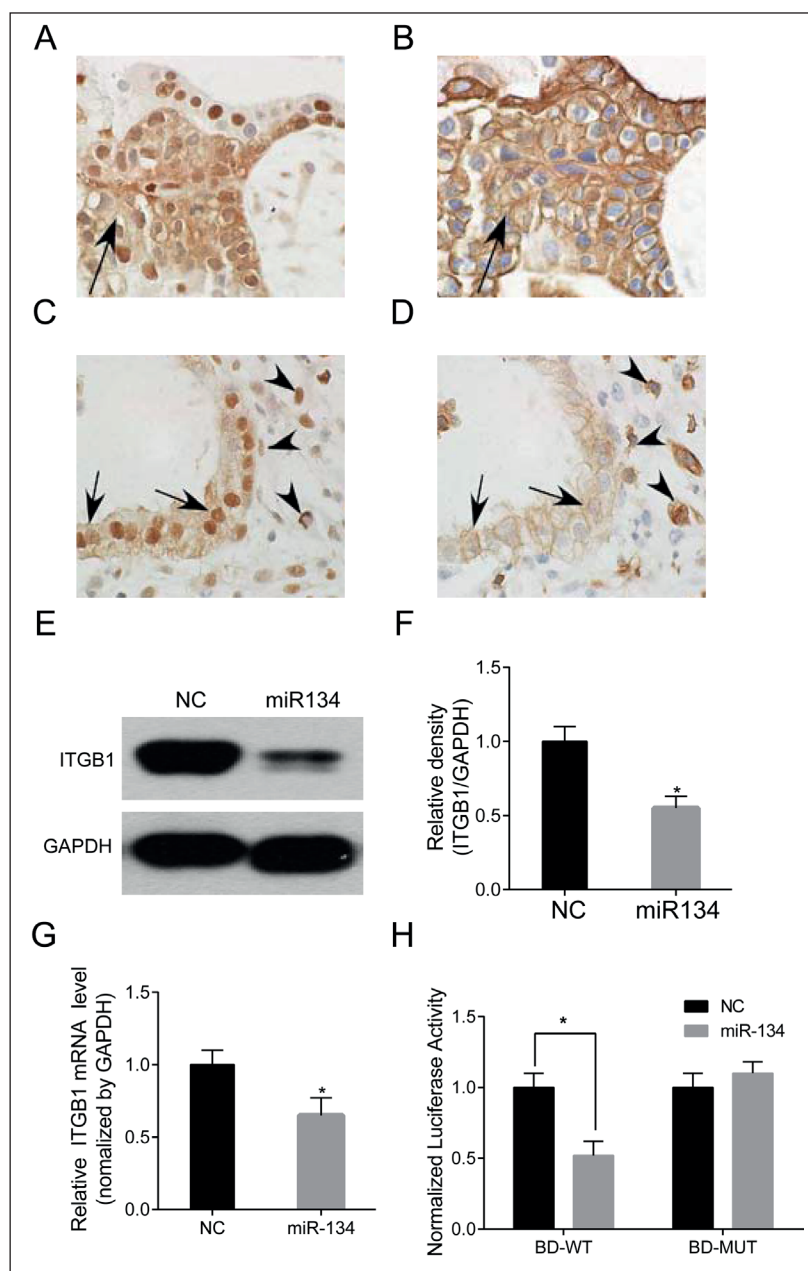 A
B
C
D
E
NC miR134
ITGB1
GAPDH
F
Relative density
(ITGB1/GAPDH)
1.5
1.0
0.5
0.0
*
NC miR134
G
Relative ITGB1 mRNA level
(nomalized by GAPDH)
1.5
1.0
0.5
0.0
*
NC miR-134
H
Normalized Luciferase Activity
1.5
1.0
0.5
0.0
*
NC
miR-134
BD-WT BD-MUT